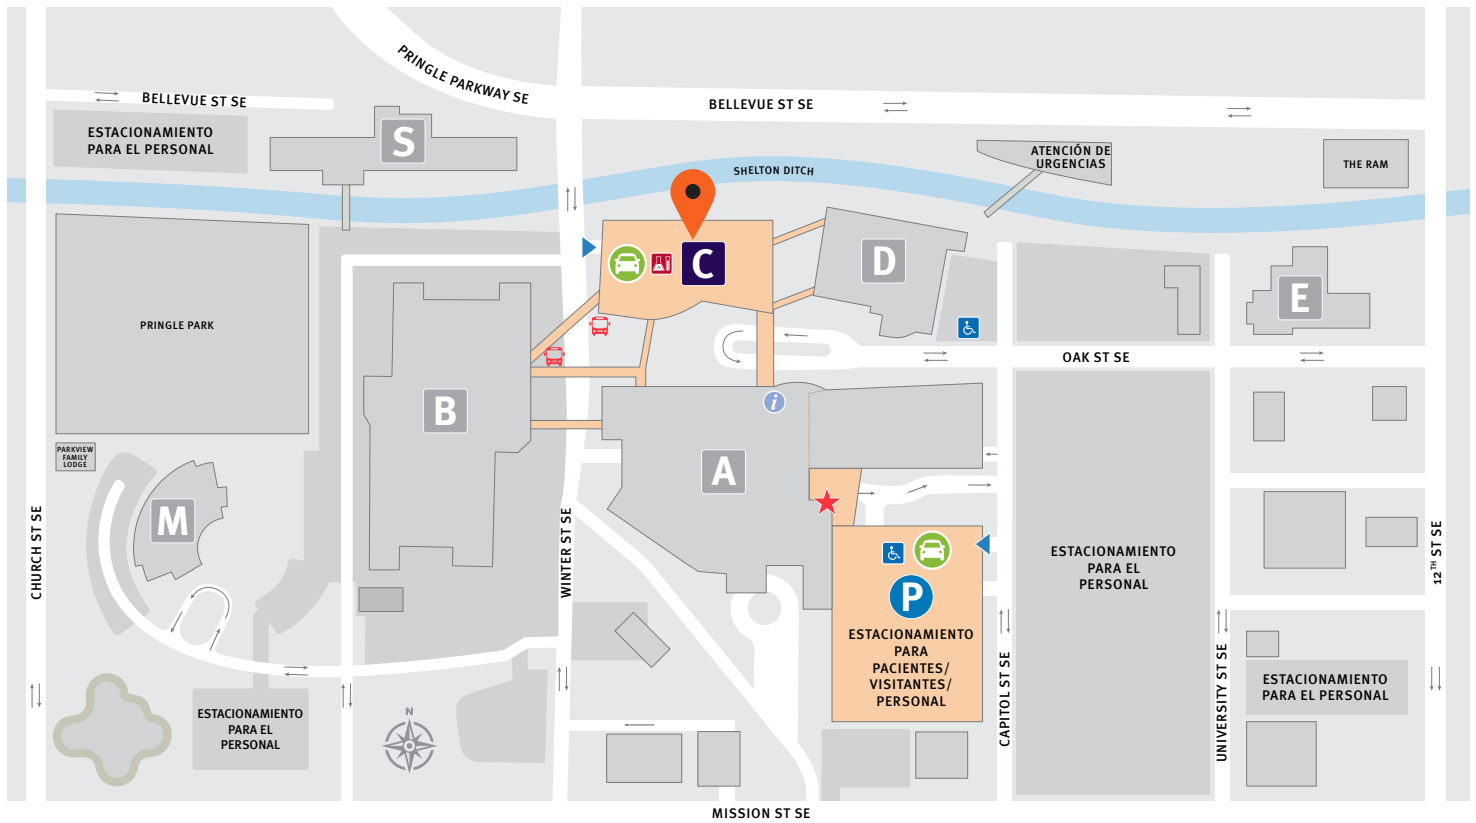 PRINGLE PARKWAY SE
BELLEVUE ST SE
BELLEVUE ST SE
ESTACIONAMIENTO
PARA EL PERSONAL
S
ATENCIÓN DE
URGENCIAS
THE RAM
SHELTON DITCH
C
D
E
PRINGLE PARK
OAK ST SE
B
i
A
PARKVIEW
FAMILY
LODGE
M
CHURCH ST SE
WINTER ST SE
12TH ST SE
P
ESTACIONAMIENTO
PARA
PACIENTES/
VISITANTES/
PERSONAL
ESTACIONAMIENTO
PARA EL
PERSONAL
CAPITOL ST SE
UNIVERSITY ST SE
ESTACIONAMIENTO
PARA EL PERSONAL
ESTACIONAMIENTO
PARA EL
PERSONAL
N
MISSION ST SE